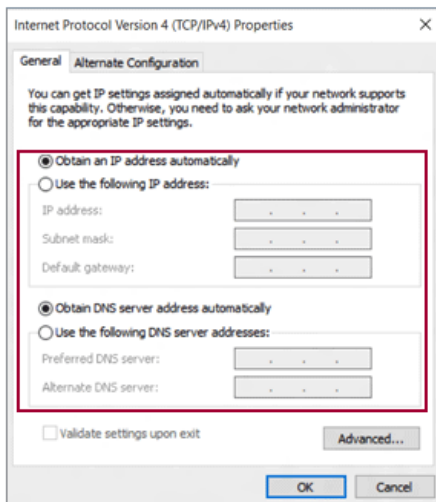 Internet Protocol Version 4 (TCP/IPv4) Properties
General Alternate Configuration
You can get IP settings assigned automatically if your network supports
this capability. Otherwise, you need to ask your network administrator
for the appropriate IP settings.
Obtain an IP address automatically
Use the following IP address:
IP address:
Subnet mask:
Default gateway:
Obtain DNS server address automatically
Use the following DNS server addresses:
Preferred DNS server:
Alternate DNS server:
Validate settings upon exit
Advanced...
OK Cancel